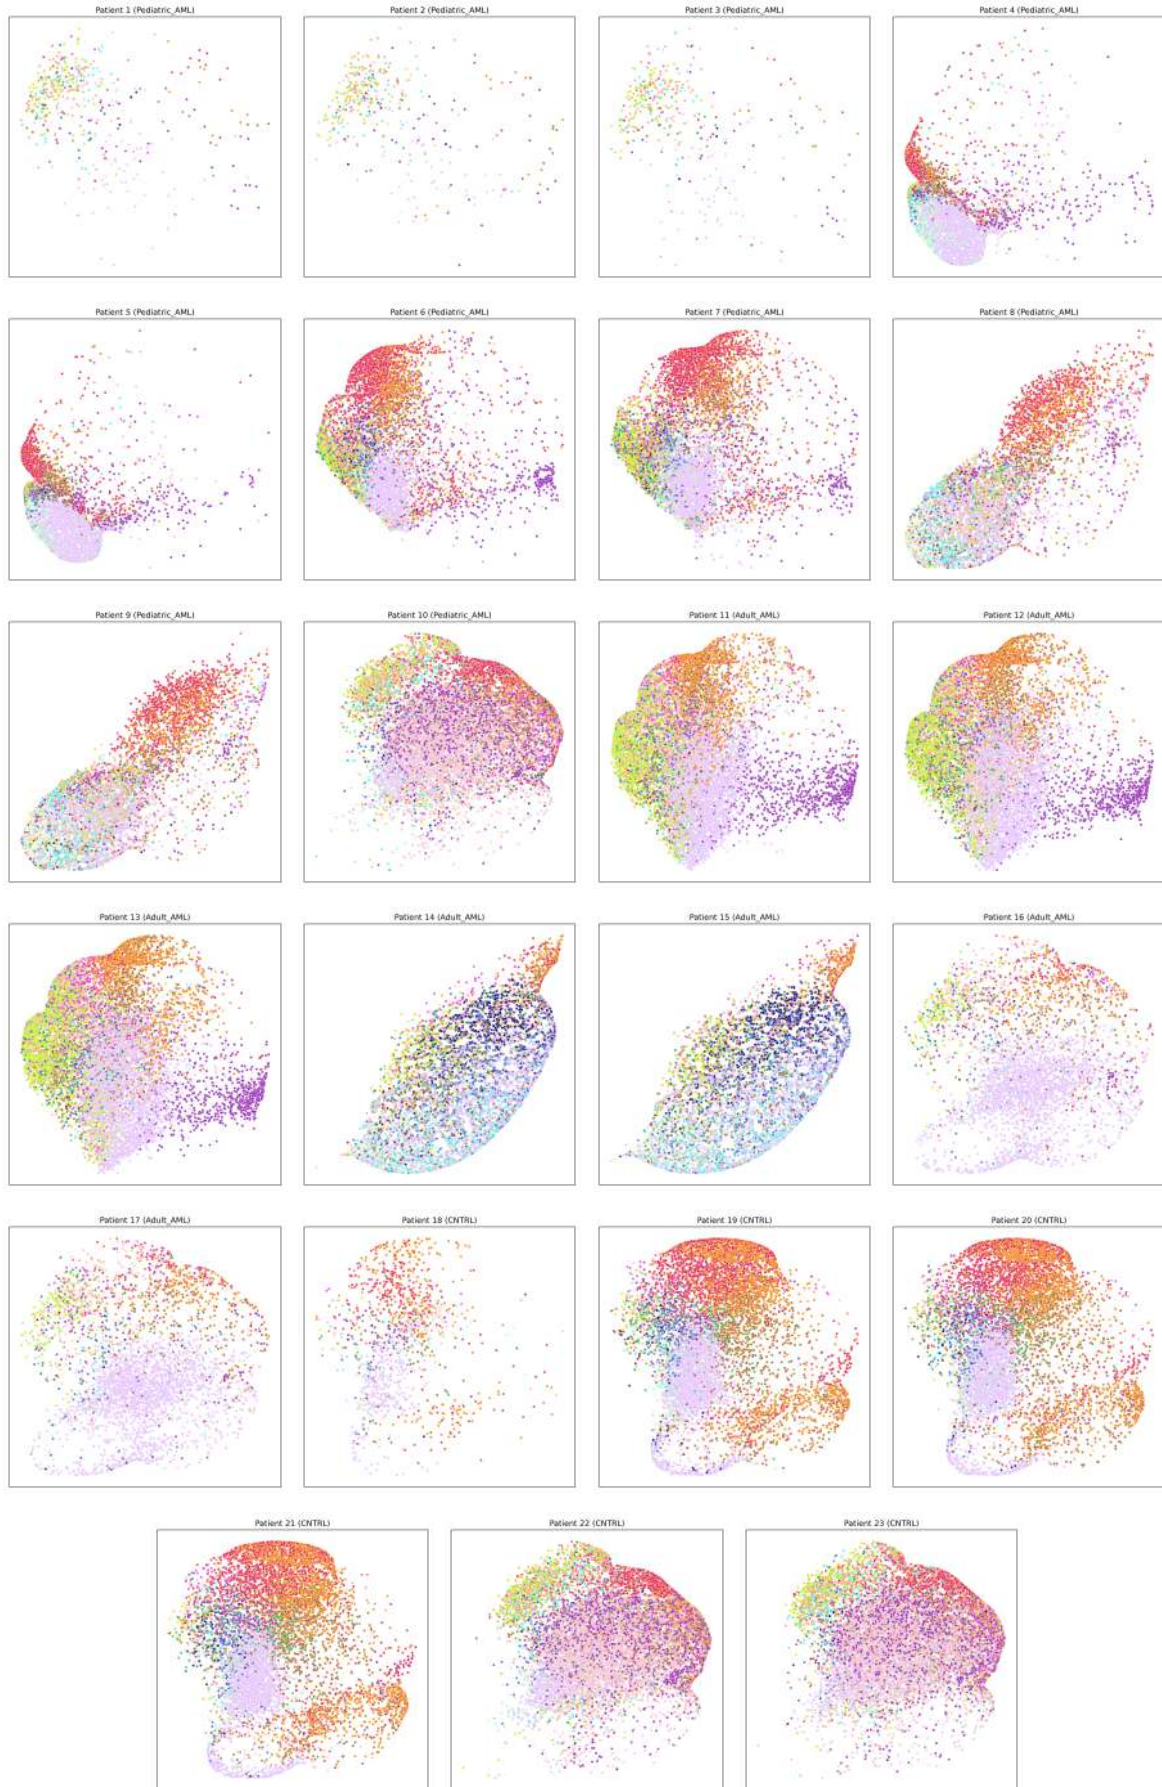 Patient 1 (Pediatric_AML)
Patient 2 (Pediatric_AML)
Patient 3 (Pediatric_AML)
Patient 4 (Pediatric_AML)
Patient 5 (Pediatric_AML)
Patient 6 (Pediatric_AML)
Patient 7 (Pediatric_AML)
Patient 8 (Pediatric_AML)
Patient 9 (Pediatric_AML)
Patient 10 (Pediatric_AML)
Patient 11 (Adult_AML)
Patient 12 (Adult_AML)
Patient 13 (Adult_AML)
Patient 14 (Adult_AML)
Patient 15 (Adult_AML)
Patient 16 (Adult_AML)
Patient 17 (Adult_AML)
Patient 18 (CNTRL)
Patient 19 (CNTRL)
Patient 20 (CNTRL)
Patient 21 (CNTRL)
Patient 22 (CNTRL)
Patient 23 (CNTRL)